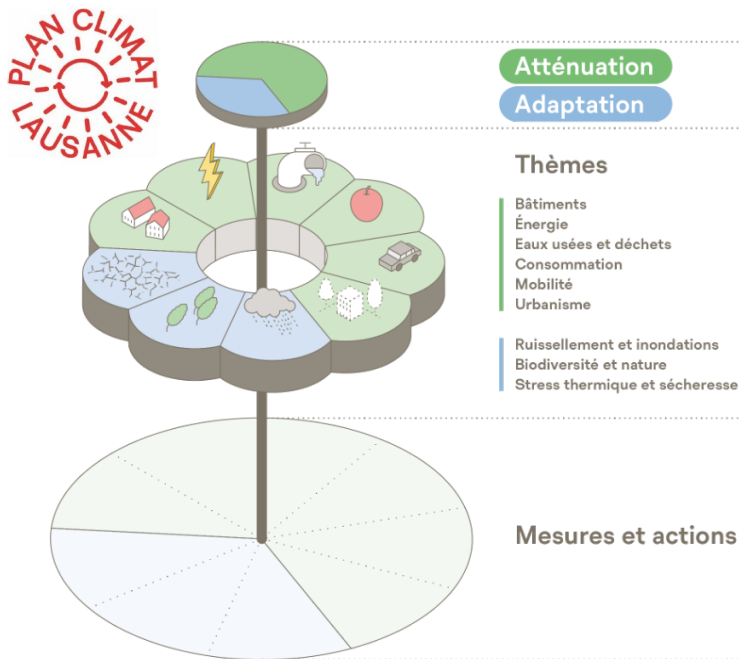 PLAN CLIMAT
LAUSANNE
Atténuation
Adaptation
Thèmes
Bâtiments
Énergie
Eaux usées et déchets
Consommation
Mobilité
Urbanisme
Ruissellement et inondations
Biodiversité et nature
Stress thermique et sécheresse
Mesures et actions